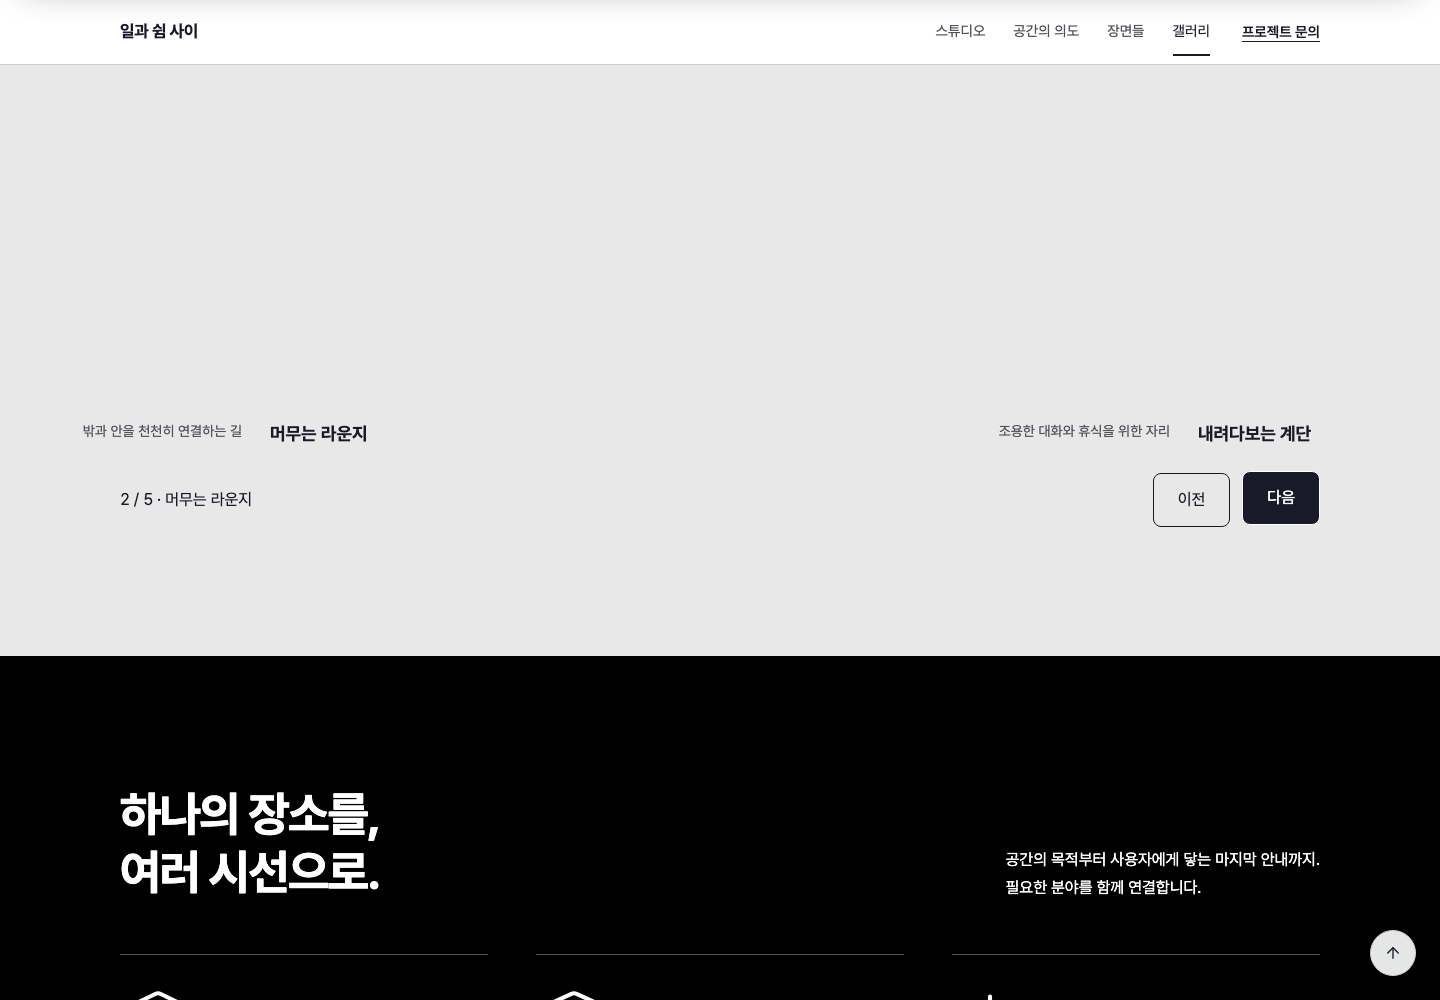 일과 쉼 사이
스튜디오
공간의 의도
장면들
갤러리
프로젝트 문의
밖과 안을 천천히 연결하는 길
머무는 라운지
조용한 대화와 휴식을 위한 자리
내려다보는 계단
2 / 5 · 머무는 라운지
이전
다음
하나의 장소를,
여러 시선으로.
공간의 목적부터 사용자에게 닿는 마지막 안내까지.
필요한 분야를 함께 연결합니다.